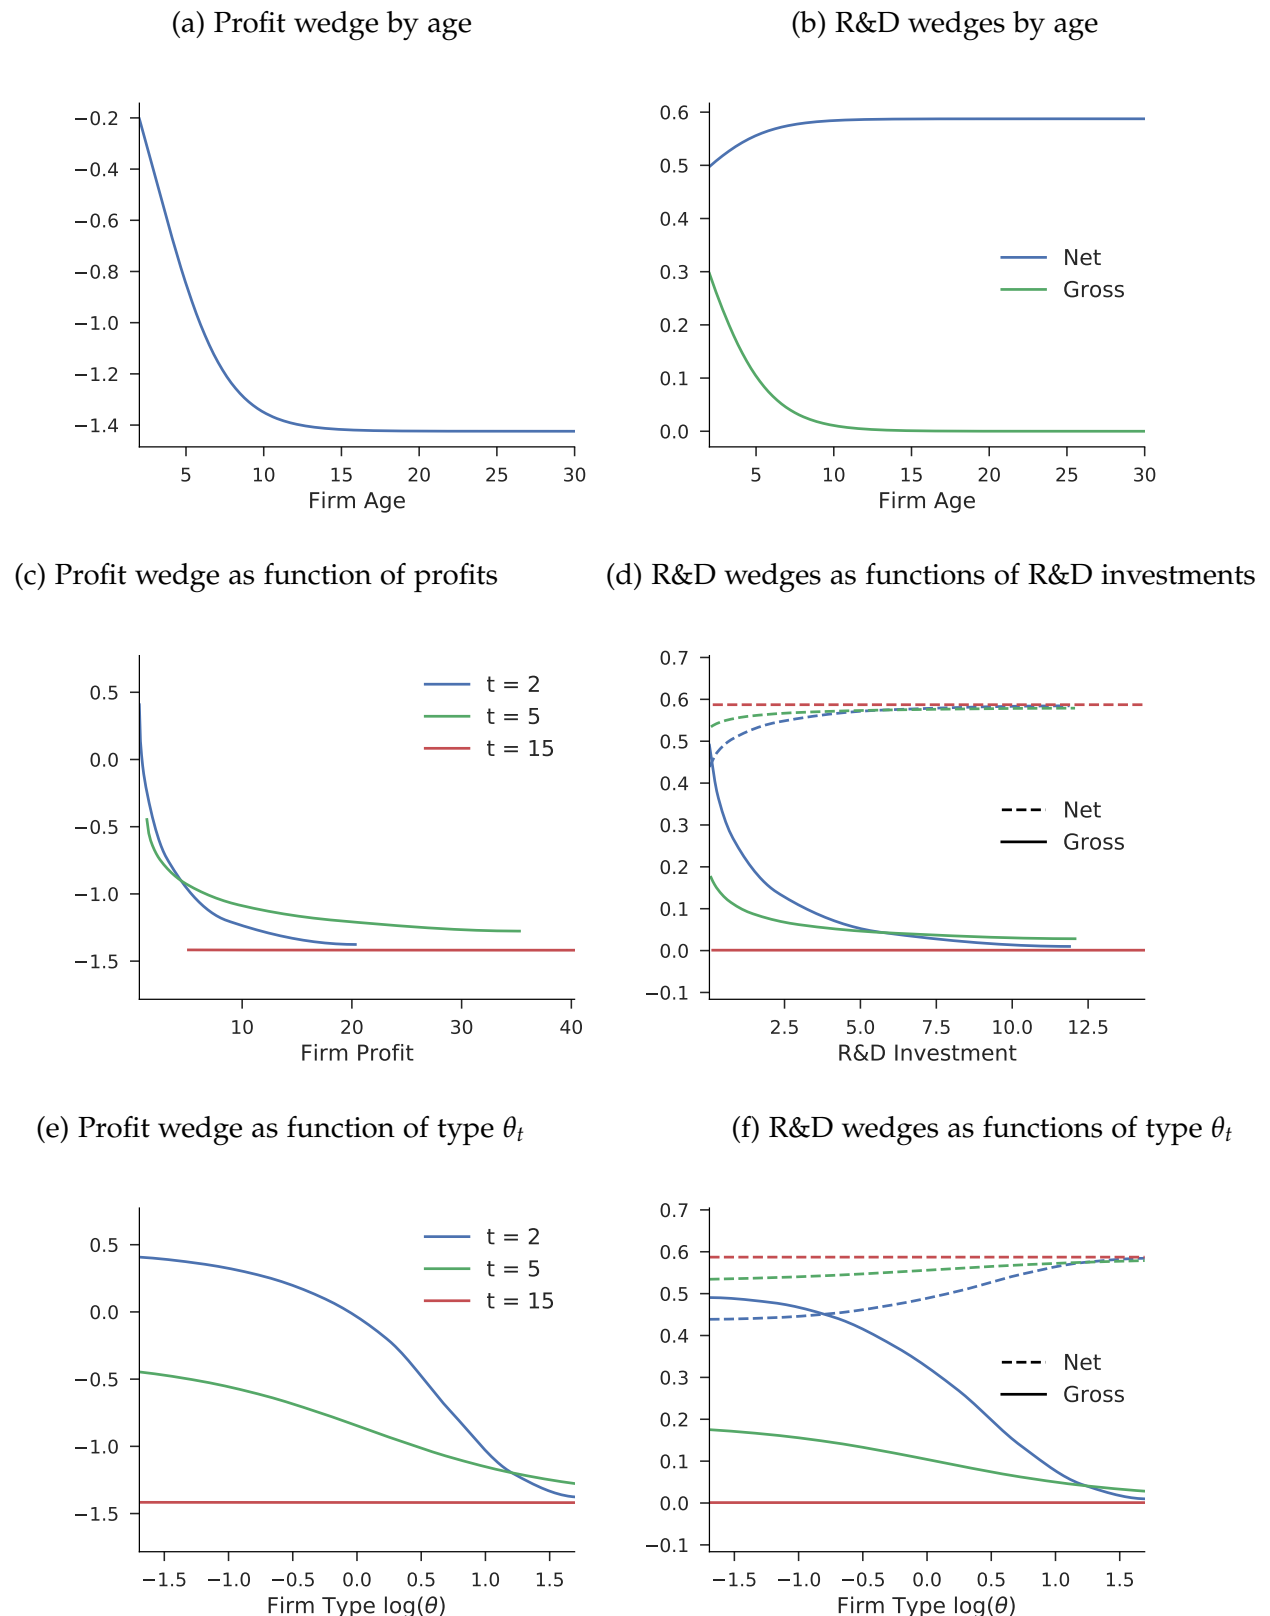 (a) Profit wedge by age
−0.2
−0.4
−0.6
−0.8
−1.0
−1.2
−1.4
5 10 15 20 25 30
Firm Age
(b) R&D wedges by age
0.6
0.5
0.4
0.3
0.2
0.1
0.0
Net
Gross
5 10 15 20 25 30
Firm Age
(c) Profit wedge as function of profits
0.5
0.0
−0.5
−1.0
−1.5
t = 2
t = 5
t = 15
10 20 30 40
Firm Profit
(d) R&D wedges as functions of R&D investments
0.7
0.6
0.5
0.4
0.3
0.2
0.1
0.0
−0.1
Net
Gross
2.5 5.0 7.5 10.0 12.5
R&D Investment
(e) Profit wedge as function of type θt
0.5
0.0
−0.5
−1.0
−1.5
t = 2
t = 5
t = 15
−1.5 −1.0 −0.5 0.0 0.5 1.0 1.5
Firm Type log(θ)
(f) R&D wedges as functions of type θt
0.7
0.6
0.5
0.4
0.3
0.2
0.1
0.0
−0.1
Net
Gross
−1.5 −1.0 −0.5 0.0 0.5 1.0 1.5
Firm Type log(θ)